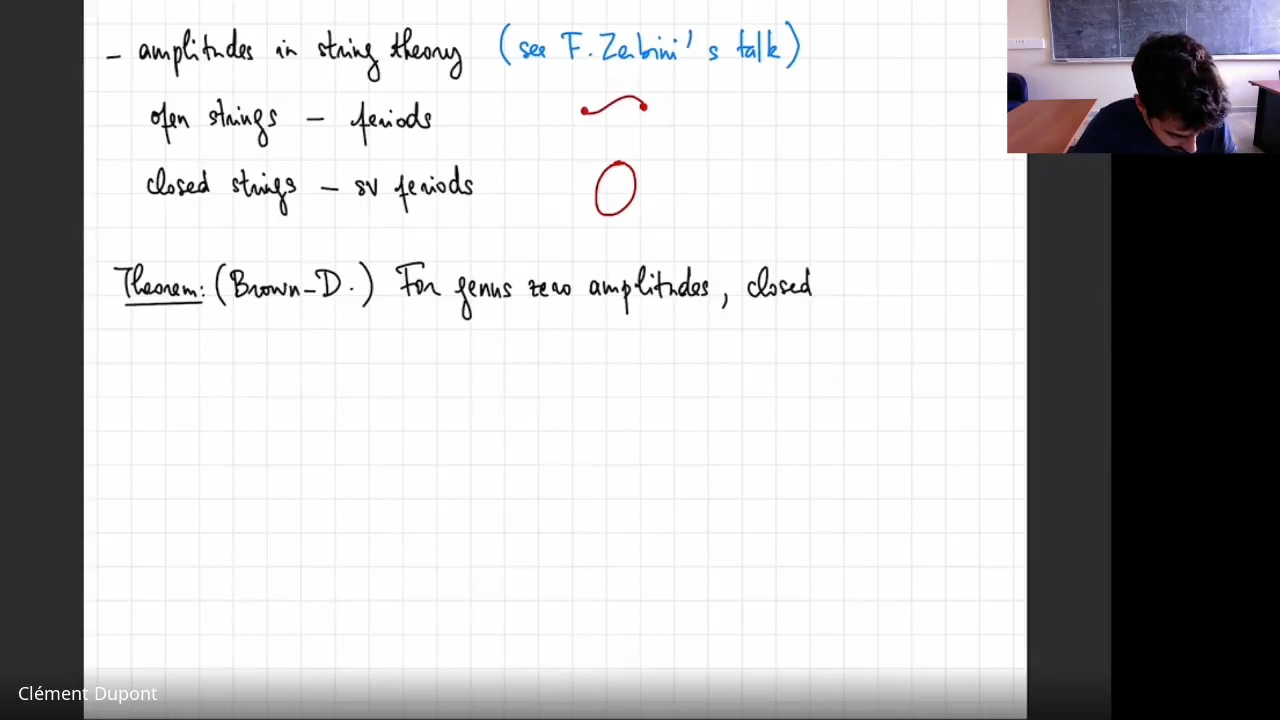 - amplitudes in string theory (see F. Zerbini's talk)
open strings - periods
closed strings - sv periods
Theorem: (Brown-D.) For genus zero amplitudes, closed
Clément Dupont